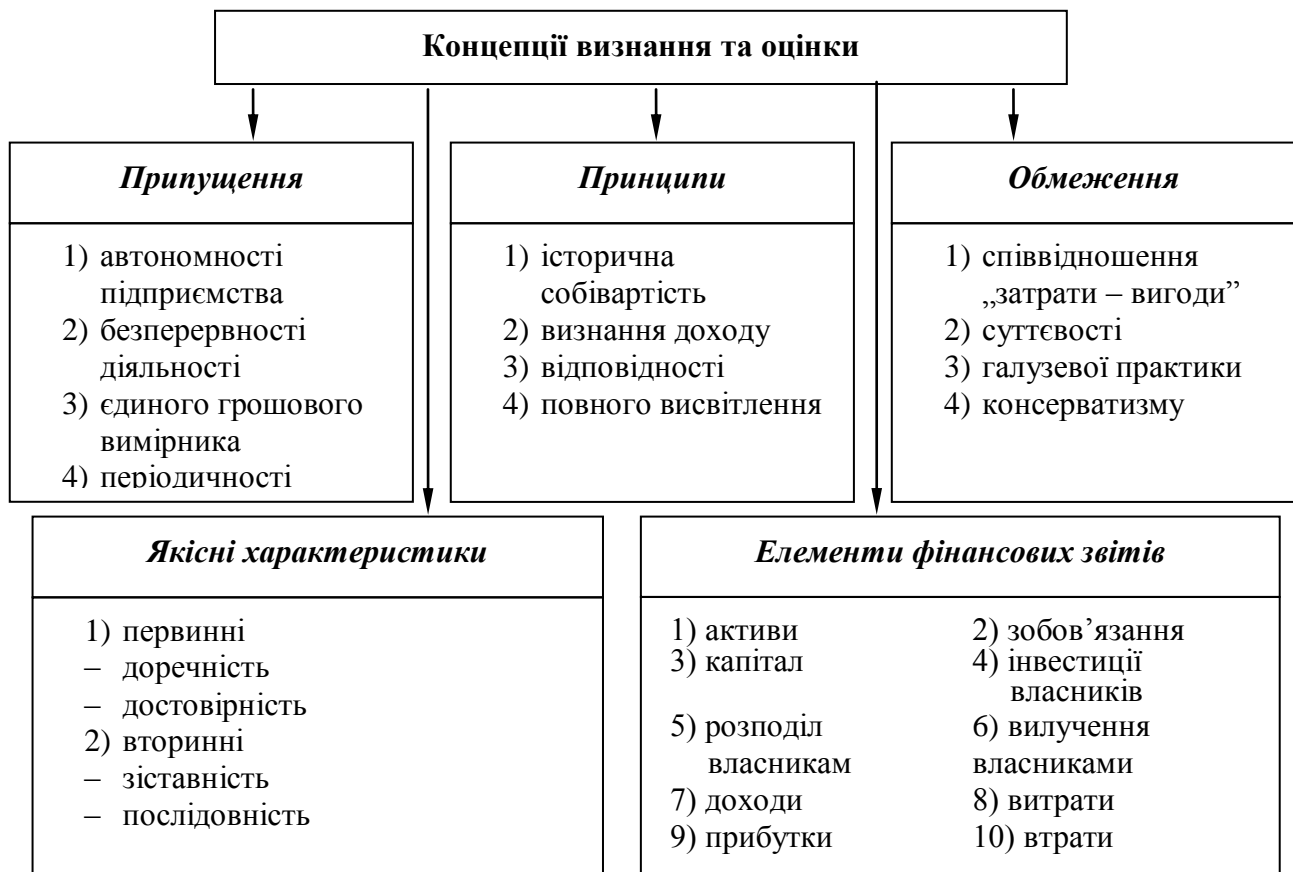 Концепції визнання та оцінки
Припущення
1) автономності
підприємства
2) безперервності
діяльності
3) єдиного грошового
вимірника
4) періодичності
Принципи
1) історична
собівартість
2) визнання доходу
3) відповідності
4) повного висвітлення
Обмеження
1) співвідношення
„затрати – вигоди”
2) суттєвості
3) галузевої практики
4) консерватизму
Якісні характеристики
1) первинні
– доречність
– достовірність
2) вторинні
– зіставність
– послідовність
Елементи фінансових звітів
1) активи 2) зобов’язання
3) капітал 4) інвестиції
власників
5) розподіл 6) вилучення
власникам власниками
7) доходи 8) витрати
9) прибутки 10) втрати